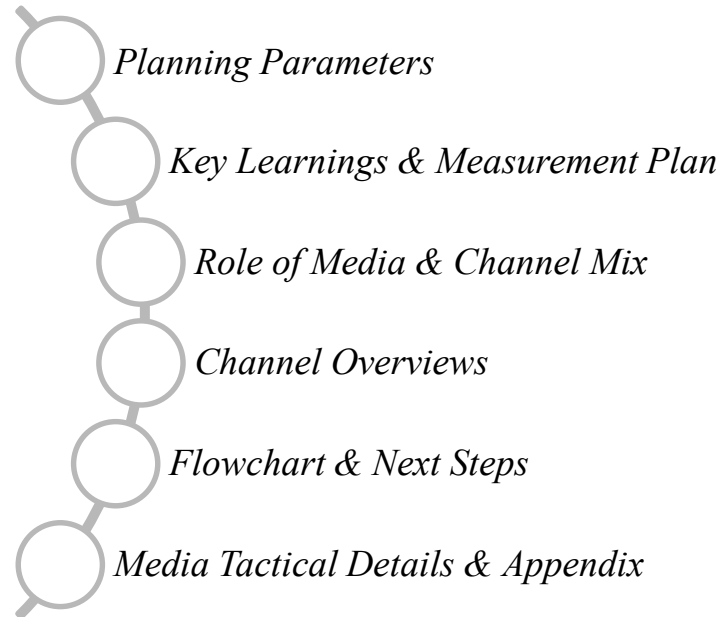 Planning Parameters
Key Learnings & Measurement Plan
Role of Media & Channel Mix
Channel Overviews
Flowchart & Next Steps
Media Tactical Details & Appendix